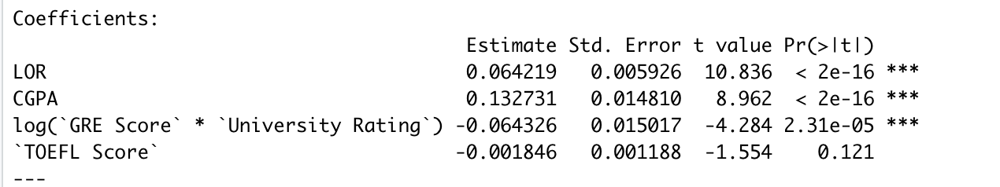 Coefficients:
Estimate Std. Error t value Pr(>|t|)
LOR 0.064219 0.005926 10.836 < 2e-16 ***
CGPA 0.132731 0.014810 8.962 < 2e-16 ***
log(`GRE Score` * `University Rating`) -0.064326 0.015017 -4.284 2.31e-05 ***
`TOEFL Score` -0.001846 0.001188 -1.554 0.121
---